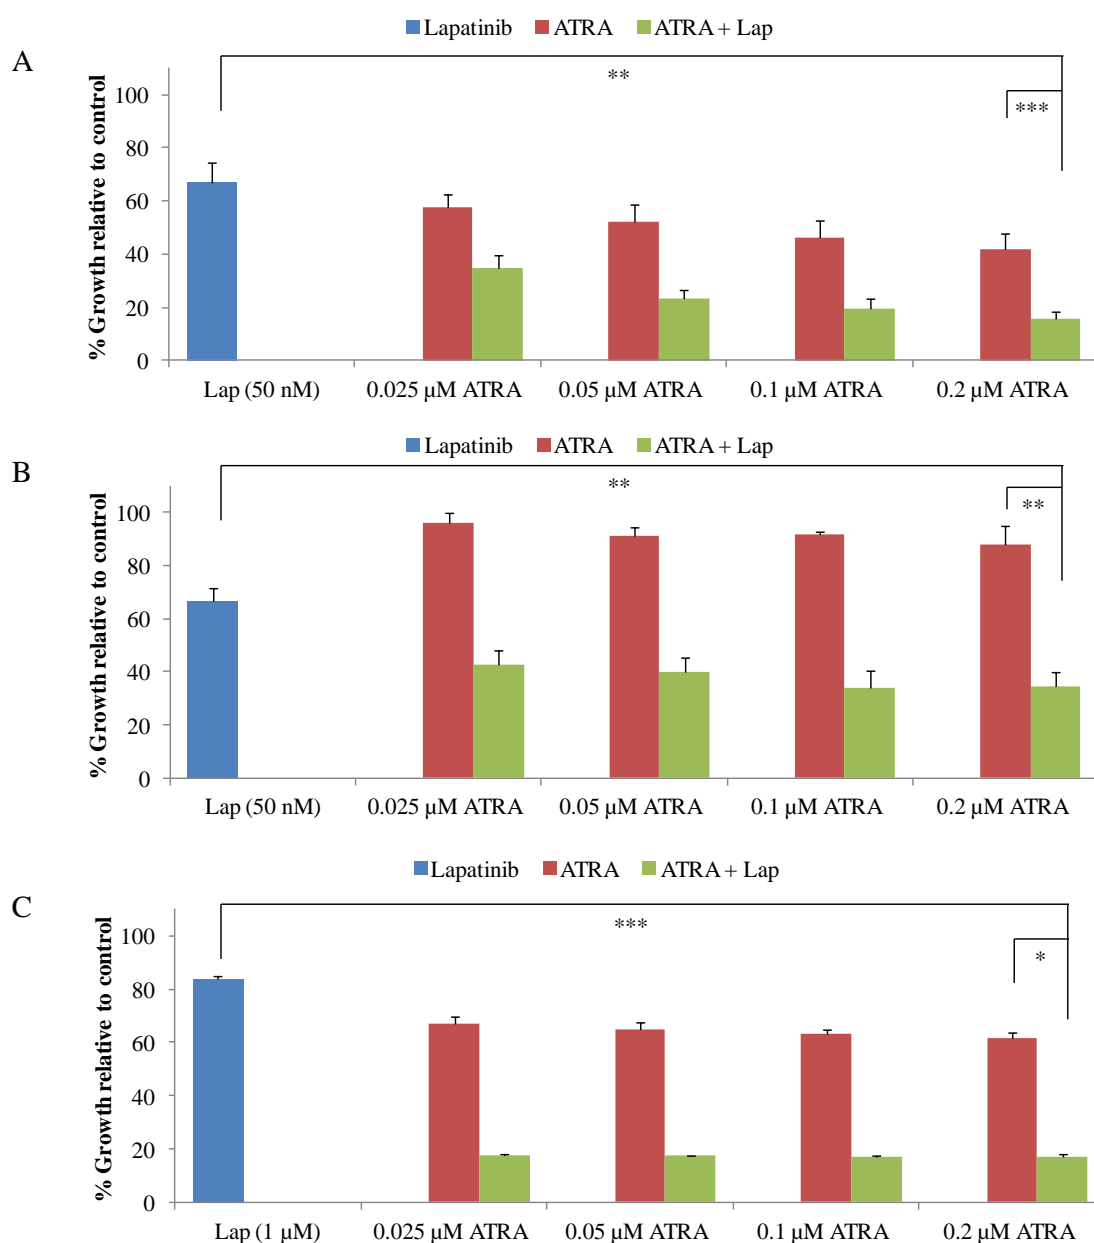 Lapatinib ATRA ATRA + Lap
A
**
***
% Growth relative to control
100
80
60
40
20
0
Lap (50 nM) 0.025 µM ATRA 0.05 µM ATRA 0.1 µM ATRA 0.2 µM ATRA
Lapatinib ATRA ATRA + Lap
B
**
**
% Growth relative to control
100
80
60
40
20
0
Lap (50 nM) 0.025 µM ATRA 0.05 µM ATRA 0.1 µM ATRA 0.2 µM ATRA
Lapatinib ATRA ATRA + Lap
C
***
*
% Growth relative to control
100
80
60
40
20
0
Lap (1 µM) 0.025 µM ATRA 0.05 µM ATRA 0.1 µM ATRA 0.2 µM ATRA